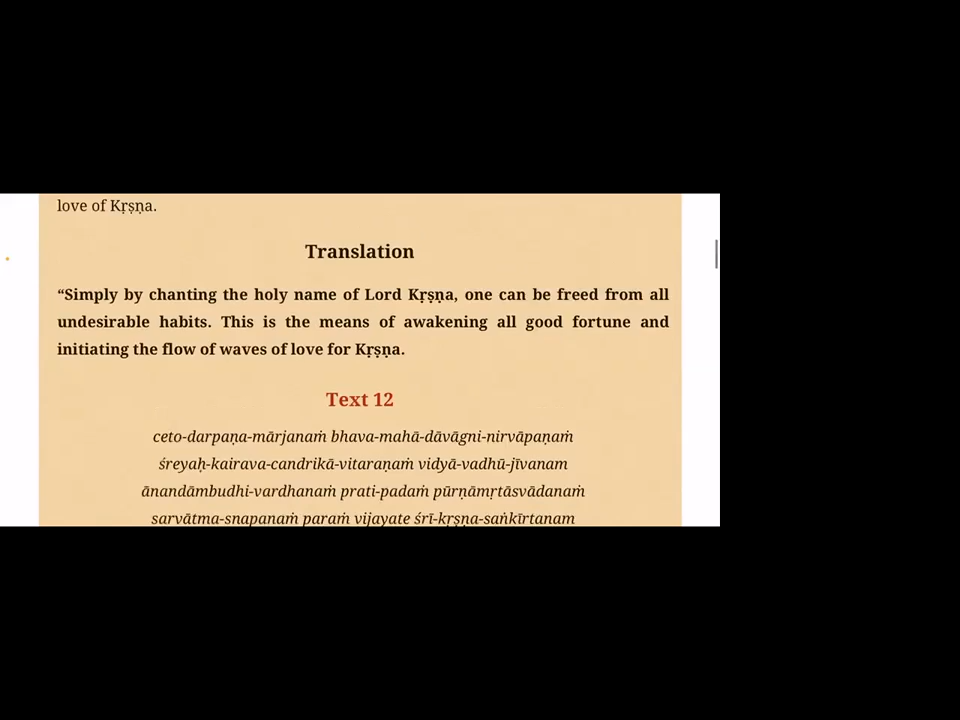 love of Kṛṣṇa.
Translation
“Simply by chanting the holy name of Lord Kṛṣṇa, one can be freed from all
undesirable habits. This is the means of awakening all good fortune and
initiating the flow of waves of love for Kṛṣṇa.
Text 12
ceto-darpaṇa-mārjanaṁ bhava-mahā-dāvāgni-nirvāpaṇaṁ
śreyaḥ-kairava-candrikā-vitaraṇaṁ vidyā-vadhū-jīvanam
ānandāmbudhi-vardhanaṁ prati-padaṁ pūrṇāmṛtāsvādanaṁ
sarvātma-snapanaṁ paraṁ vijayate śrī-kṛṣṇa-saṅkīrtanam